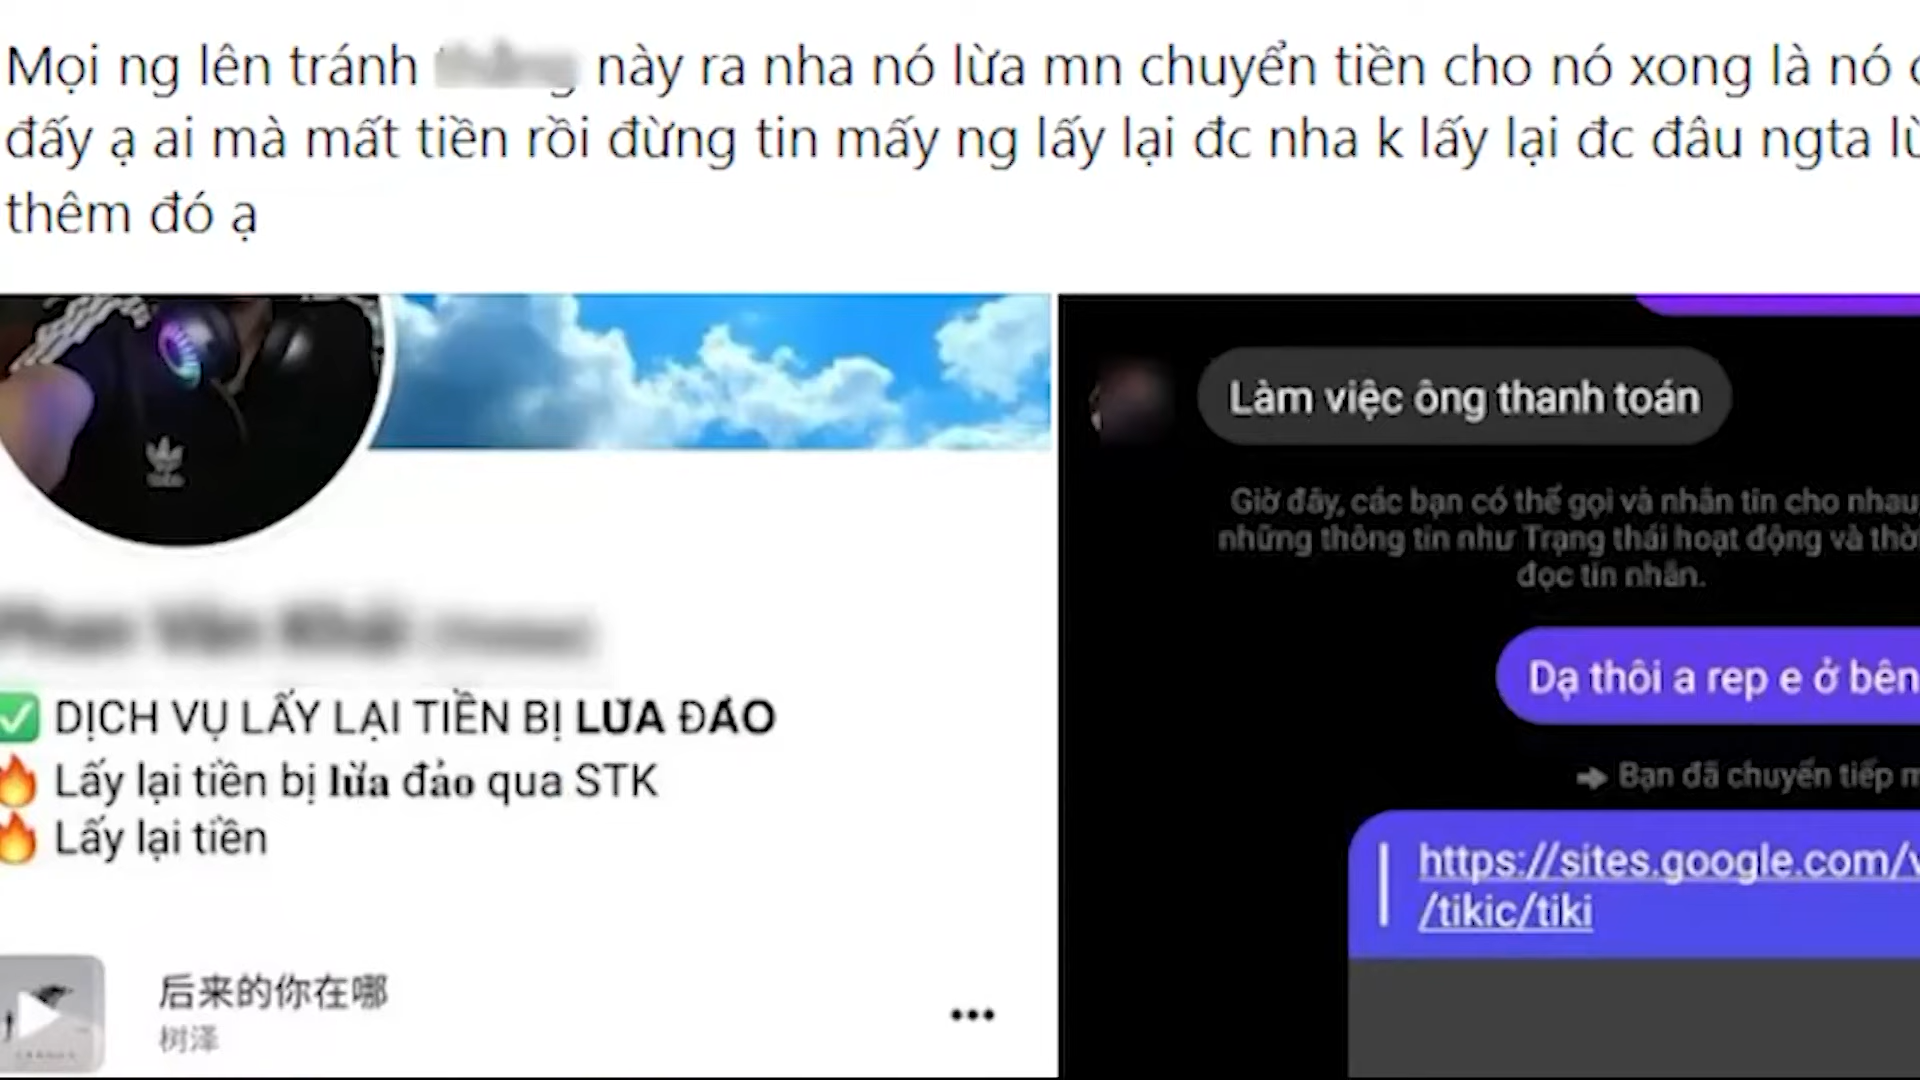 Mọi ng lên tránh này ra nha nó lừa mn chuyển tiền cho nó xong là nó
đấy ạ ai mà mất tiền rồi đừng tin mấy ng lấy lại đc nha k lấy lại đc đâu ngta
thêm đó ạ
DỊCH VỤ LẤY LẠI TIỀN BỊ LỪA ĐẢO
Lấy lại tiền bị lừa đảo qua STK
Lấy lại tiền
后来的你在哪
树泽
Làm việc ông thanh toán
Giờ đây, các bạn có thể gọi và nhắn tin cho nhau
những thông tin như Trạng thái hoạt động và thời
đọc tin nhắn.
Dạ thôi a rep e ở bên
Bạn đã chuyển tiếp
https://sites.google.com/
/tikic/tiki